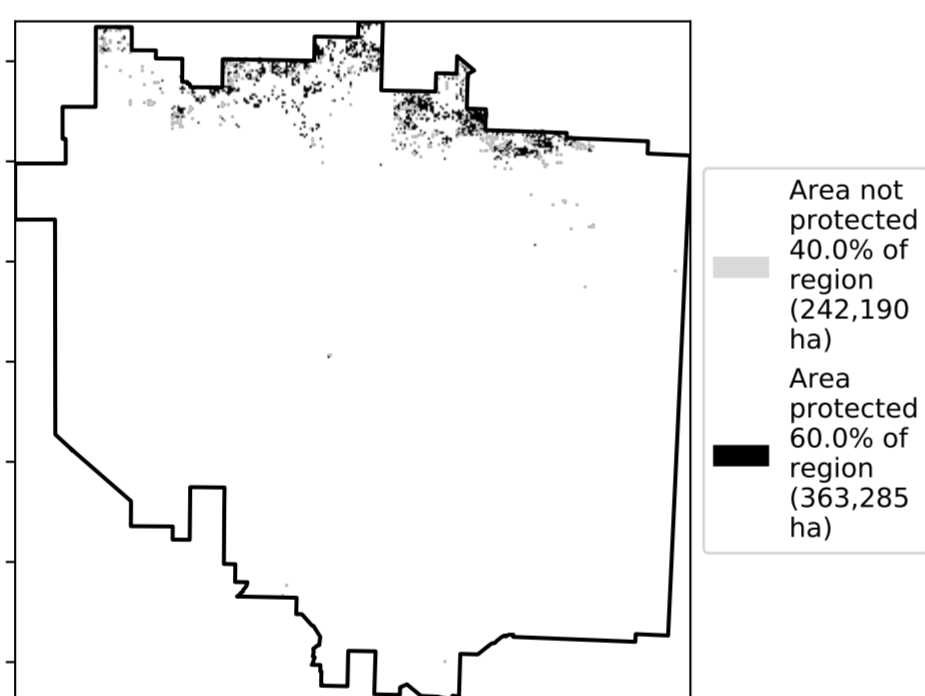 Area not
protected
40.0% of
region
(242,190
ha)
Area
protected
60.0% of
region
(363,285
ha)